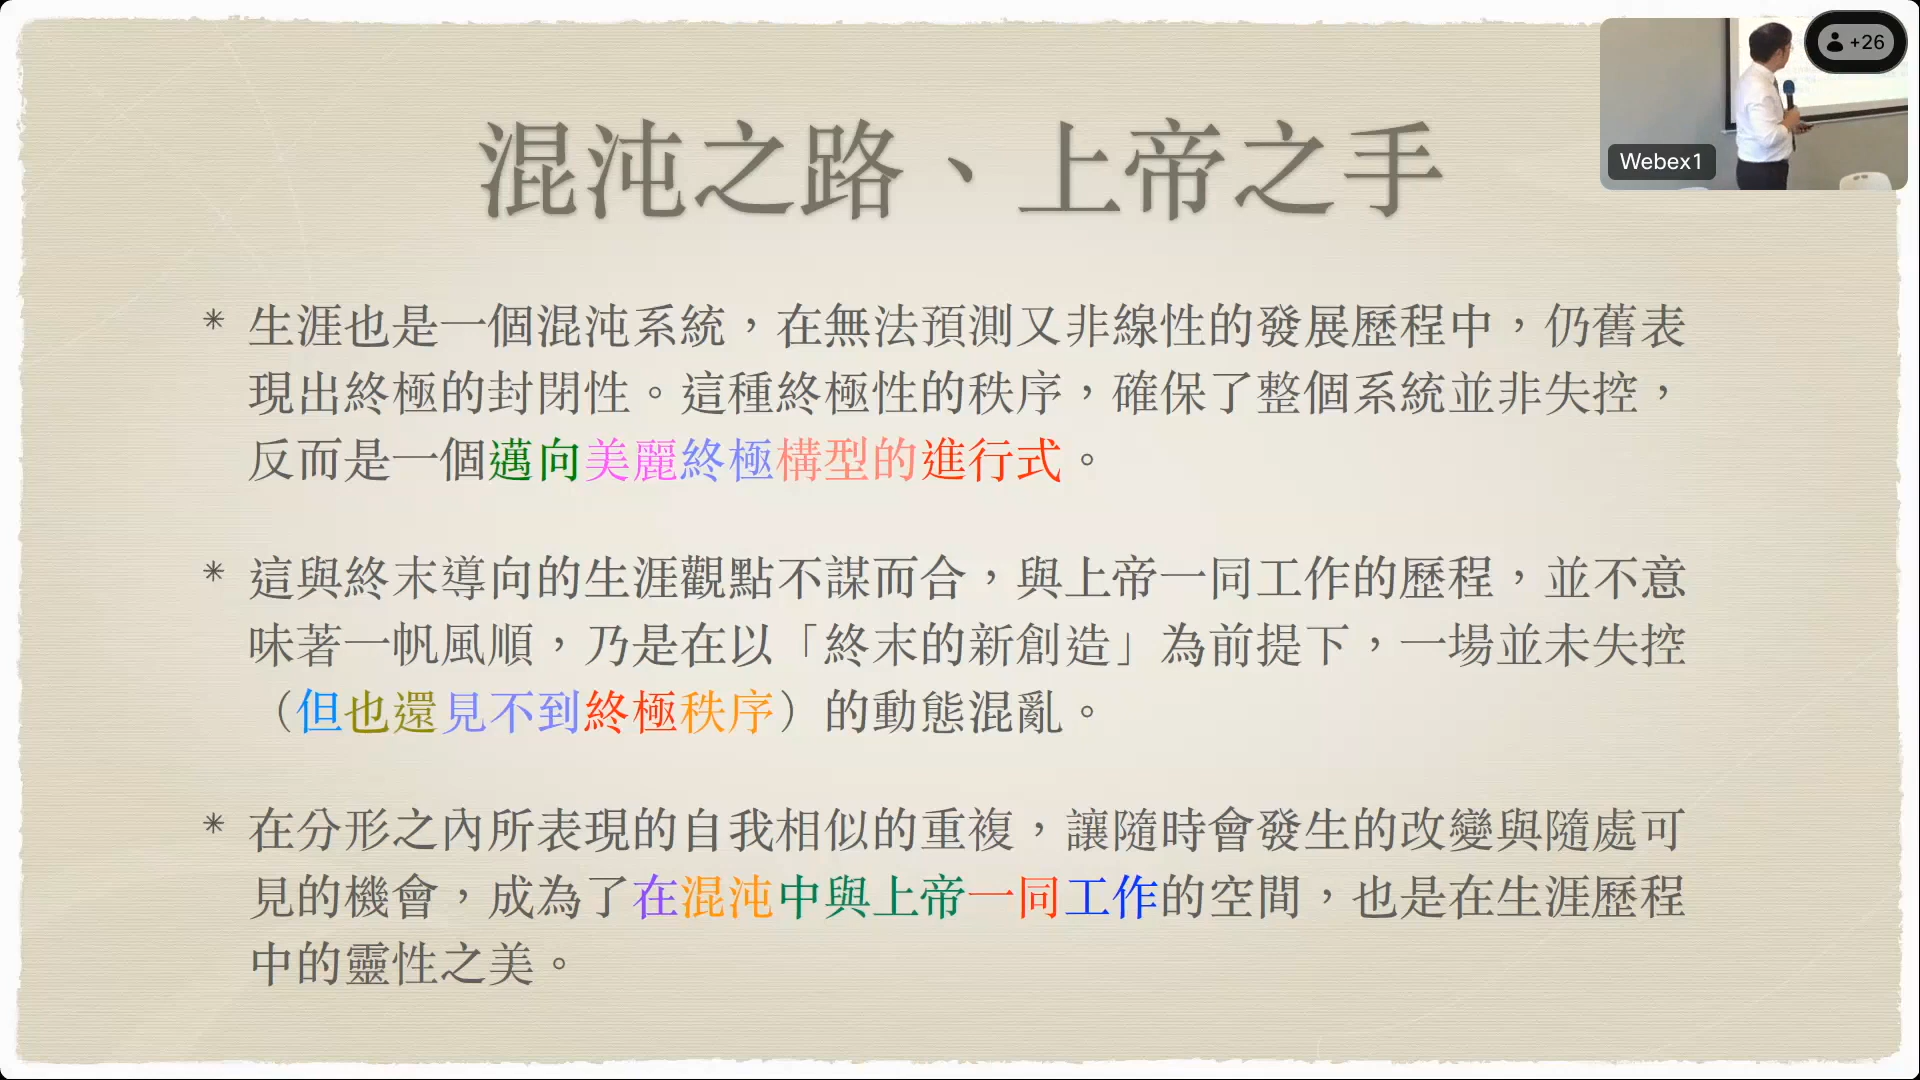 混沌之路、上帝之手
+26
Webex1
* 生涯也是一個混沌系統，在無法預測又非線性的發展歷程中，仍舊表
現出終極的封閉性。這種終極性的秩序，確保了整個系統並非失控，
反而是一個邁向美麗終極構型的進行式。
* 這與終末導向的生涯觀點不謀而合，與上帝一同工作的歷程，並不意
味著一帆風順，乃是在以「終末的新創造」為前提下，一場並未失控
（但也還見不到終極秩序）的動態混亂。
* 在分形之內所表現的自我相似的重複，讓隨時會發生的改變與隨處可
見的機會，成為了在混沌中與上帝一同工作的空間，也是在生涯歷程
中的靈性之美。